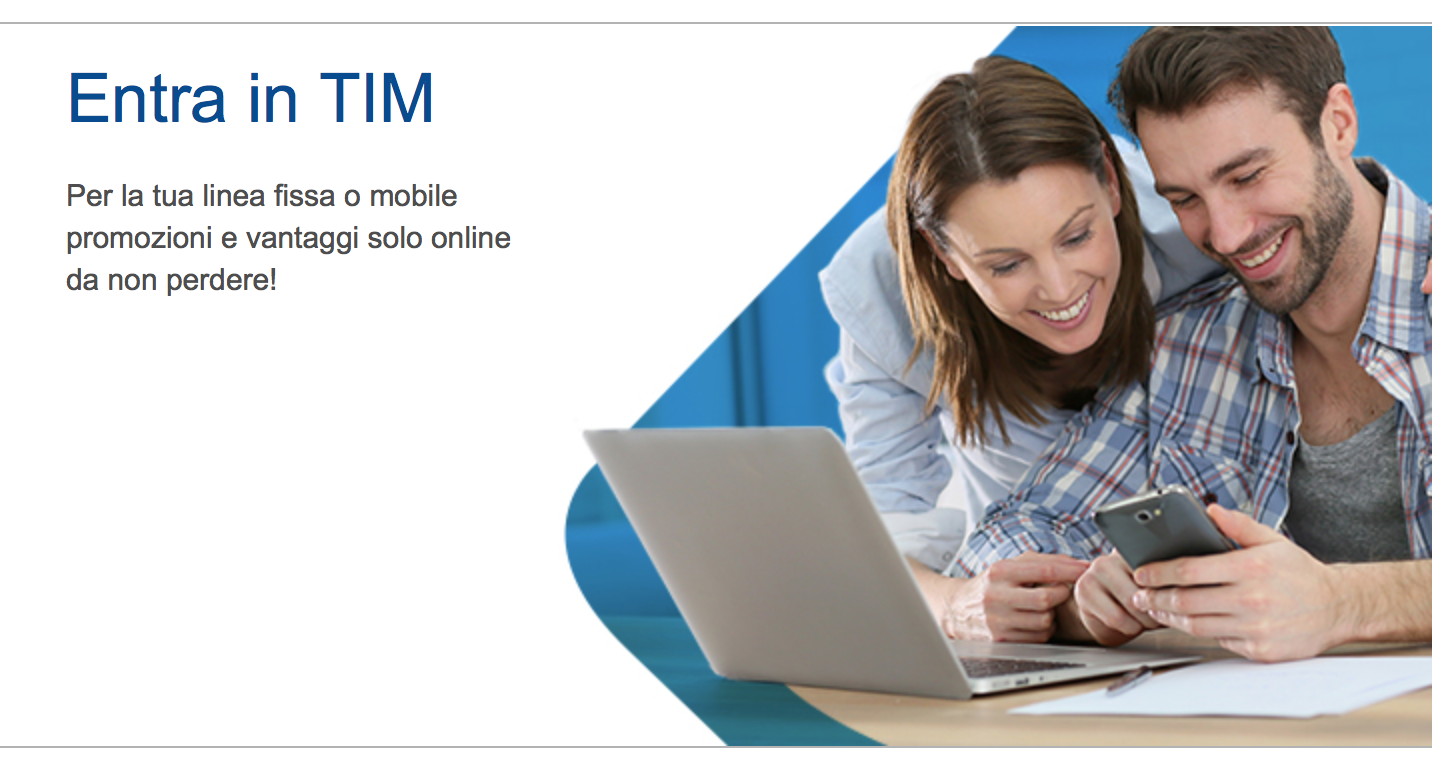 Entra in TIM
Per la tua linea fissa o mobile
promozioni e vantaggi solo online
da non perdere!